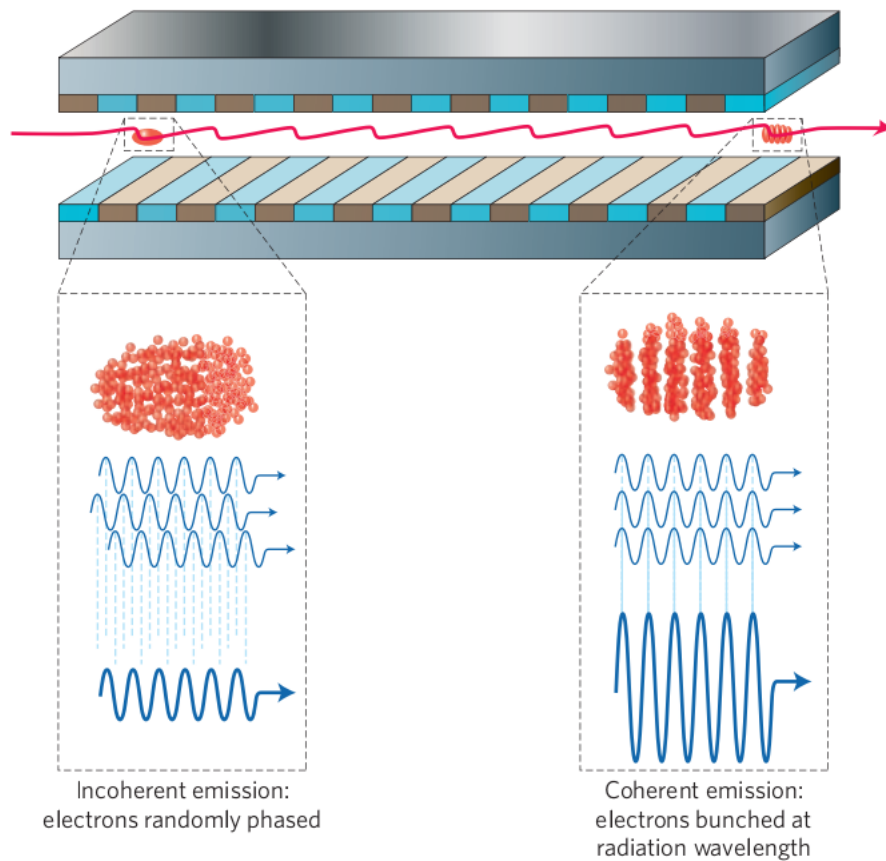 Incoherent emission:
electrons randomly phased
Coherent emission:
electrons bunched at
radiation wavelength